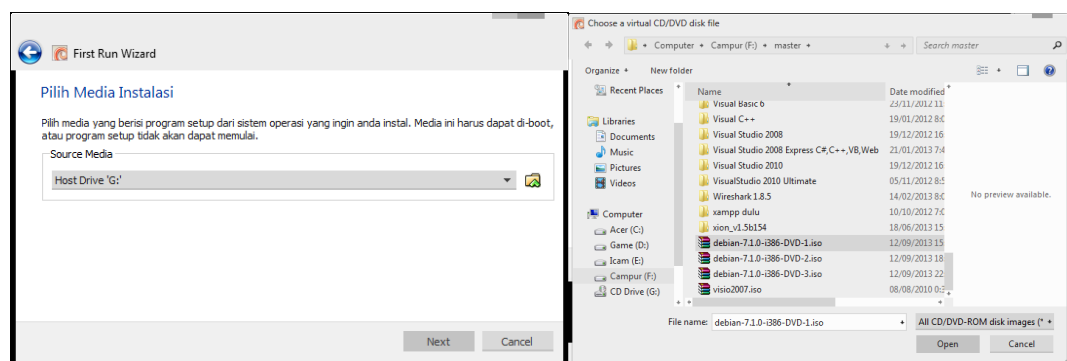 First Run Wizard
Pilih Media Instalasi
Pilih media yang berisi program setup dari sistem operasi yang ingin anda instal. Media ini harus dapat di-boot,
atau program setup tidak akan dapat memulai.
Source Media
Host Drive 'G:'
Next Cancel
Choose a virtual CD/DVD disk file
Computer Campur (F:) master Search master
Organize New folder
Recent Places
Libraries
Documents
Music
Pictures
Videos
Computer
Acer (C:)
Game (D:)
Icam (E:)
Campur (F:)
CD Drive (G:)
Name Date modified
Visual Basic 6 23/11/2012 11
Visual C++ 19/01/2012 8:0
Visual Studio 2008 19/12/2012 16
Visual Studio 2008 Express C#,C++,VB,Web 21/01/2013 7:4
Visual Studio 2010 19/12/2012 16
VisualStudio 2010 Ultimate 05/11/2012 8:5
Wireshark 1.8.5 14/02/2013 8:0
xampp dulu 10/10/2012 7:0
xion_v1.5b154 18/06/2013 15
debian-7.1.0-i386-DVD-1.iso 12/09/2013 15
debian-7.1.0-i386-DVD-2.iso 12/09/2013 18
debian-7.1.0-i386-DVD-3.iso 12/09/2013 22
visio2007.iso 08/08/2010 0:3
No preview available.
File name: debian-7.1.0-i386-DVD-1.iso All CD/DVD-ROM disk images (*
Open Cancel